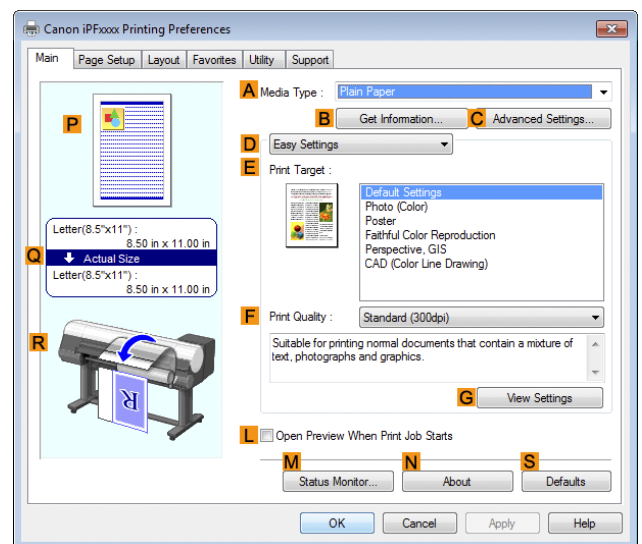 Canon iPFxxxx Printing Preferences
Main Page Setup Layout Favorites Utility Support
A Media Type : Plain Paper
B Get Information... C Advanced Settings...
D Easy Settings
E Print Target :
Default Settings
Photo (Color)
Poster
Faithful Color Reproduction
Perspective, GIS
CAD (Color Line Drawing)
P
Letter(8.5"x11") :
8.50 in x 11.00 in
Q Actual Size
Letter(8.5"x11") :
8.50 in x 11.00 in
F Print Quality : Standard (300dpi)
Suitable for printing normal documents that contain a mixture of
text, photographs and graphics.
G View Settings
R
R
L Open Preview When Print Job Starts
M N S
Status Monitor... About Defaults
OK Cancel Apply Help